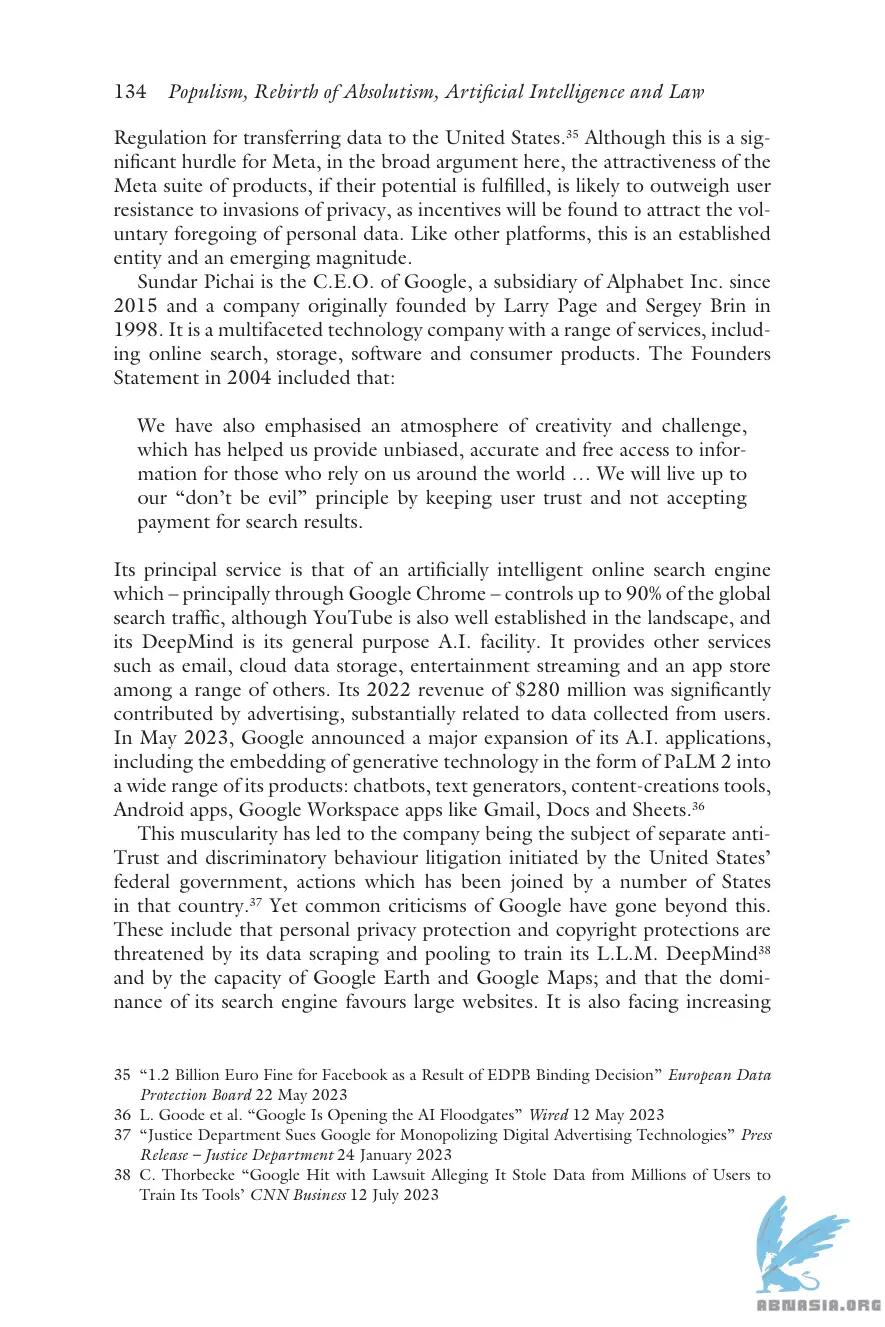 134 Populism, Rebirth of Absolutism, Artificial Intelligence and Law
Regulation for transferring data to the United States.³⁵ Although this is a sig-
nificant hurdle for Meta, in the broad argument here, the attractiveness of the
Meta suite of products, if their potential is fulfilled, is likely to outweigh user
resistance to invasions of privacy, as incentives will be found to attract the vol-
untary foregoing of personal data. Like other platforms, this is an established
entity and an emerging magnitude.
Sundar Pichai is the C.E.O. of Google, a subsidiary of Alphabet Inc. since
2015 and a company originally founded by Larry Page and Sergey Brin in
1998. It is a multifaceted technology company with a range of services, includ-
ing online search, storage, software and consumer products. The Founders
Statement in 2004 included that:
We have also emphasised an atmosphere of creativity and challenge,
which has helped us provide unbiased, accurate and free access to infor-
mation for those who rely on us around the world … We will live up to
our “don’t be evil” principle by keeping user trust and not accepting
payment for search results.
Its principal service is that of an artificially intelligent online search engine
which – principally through Google Chrome – controls up to 90% of the global
search traffic, although YouTube is also well established in the landscape, and
its DeepMind is its general purpose A.I. facility. It provides other services
such as email, cloud data storage, entertainment streaming and an app store
among a range of others. Its 2022 revenue of $280 million was significantly
contributed by advertising, substantially related to data collected from users.
In May 2023, Google announced a major expansion of its A.I. applications,
including the embedding of generative technology in the form of PaLM 2 into
a wide range of its products: chatbots, text generators, content-creations tools,
Android apps, Google Workspace apps like Gmail, Docs and Sheets.³⁶
This muscularity has led to the company being the subject of separate anti-
Trust and discriminatory behaviour litigation initiated by the United States’
federal government, actions which has been joined by a number of States
in that country.³⁷ Yet common criticisms of Google have gone beyond this.
These include that personal privacy protection and copyright protections are
threatened by its data scraping and pooling to train its L.L.M. DeepMind³⁸
and by the capacity of Google Earth and Google Maps; and that the domi-
nance of its search engine favours large websites. It is also facing increasing
35 “1.2 Billion Euro Fine for Facebook as a Result of EDPB Binding Decision” European Data
Protection Board 22 May 2023
36 L. Goode et al. “Google Is Opening the AI Floodgates” Wired 12 May 2023
37 “Justice Department Sues Google for Monopolizing Digital Advertising Technologies” Press
Release – Justice Department 24 January 2023
38 C. Thorbecke “Google Hit with Lawsuit Alleging It Stole Data from Millions of Users to
Train Its Tools’ CNN Business 12 July 2023
ABNASIA.ORG